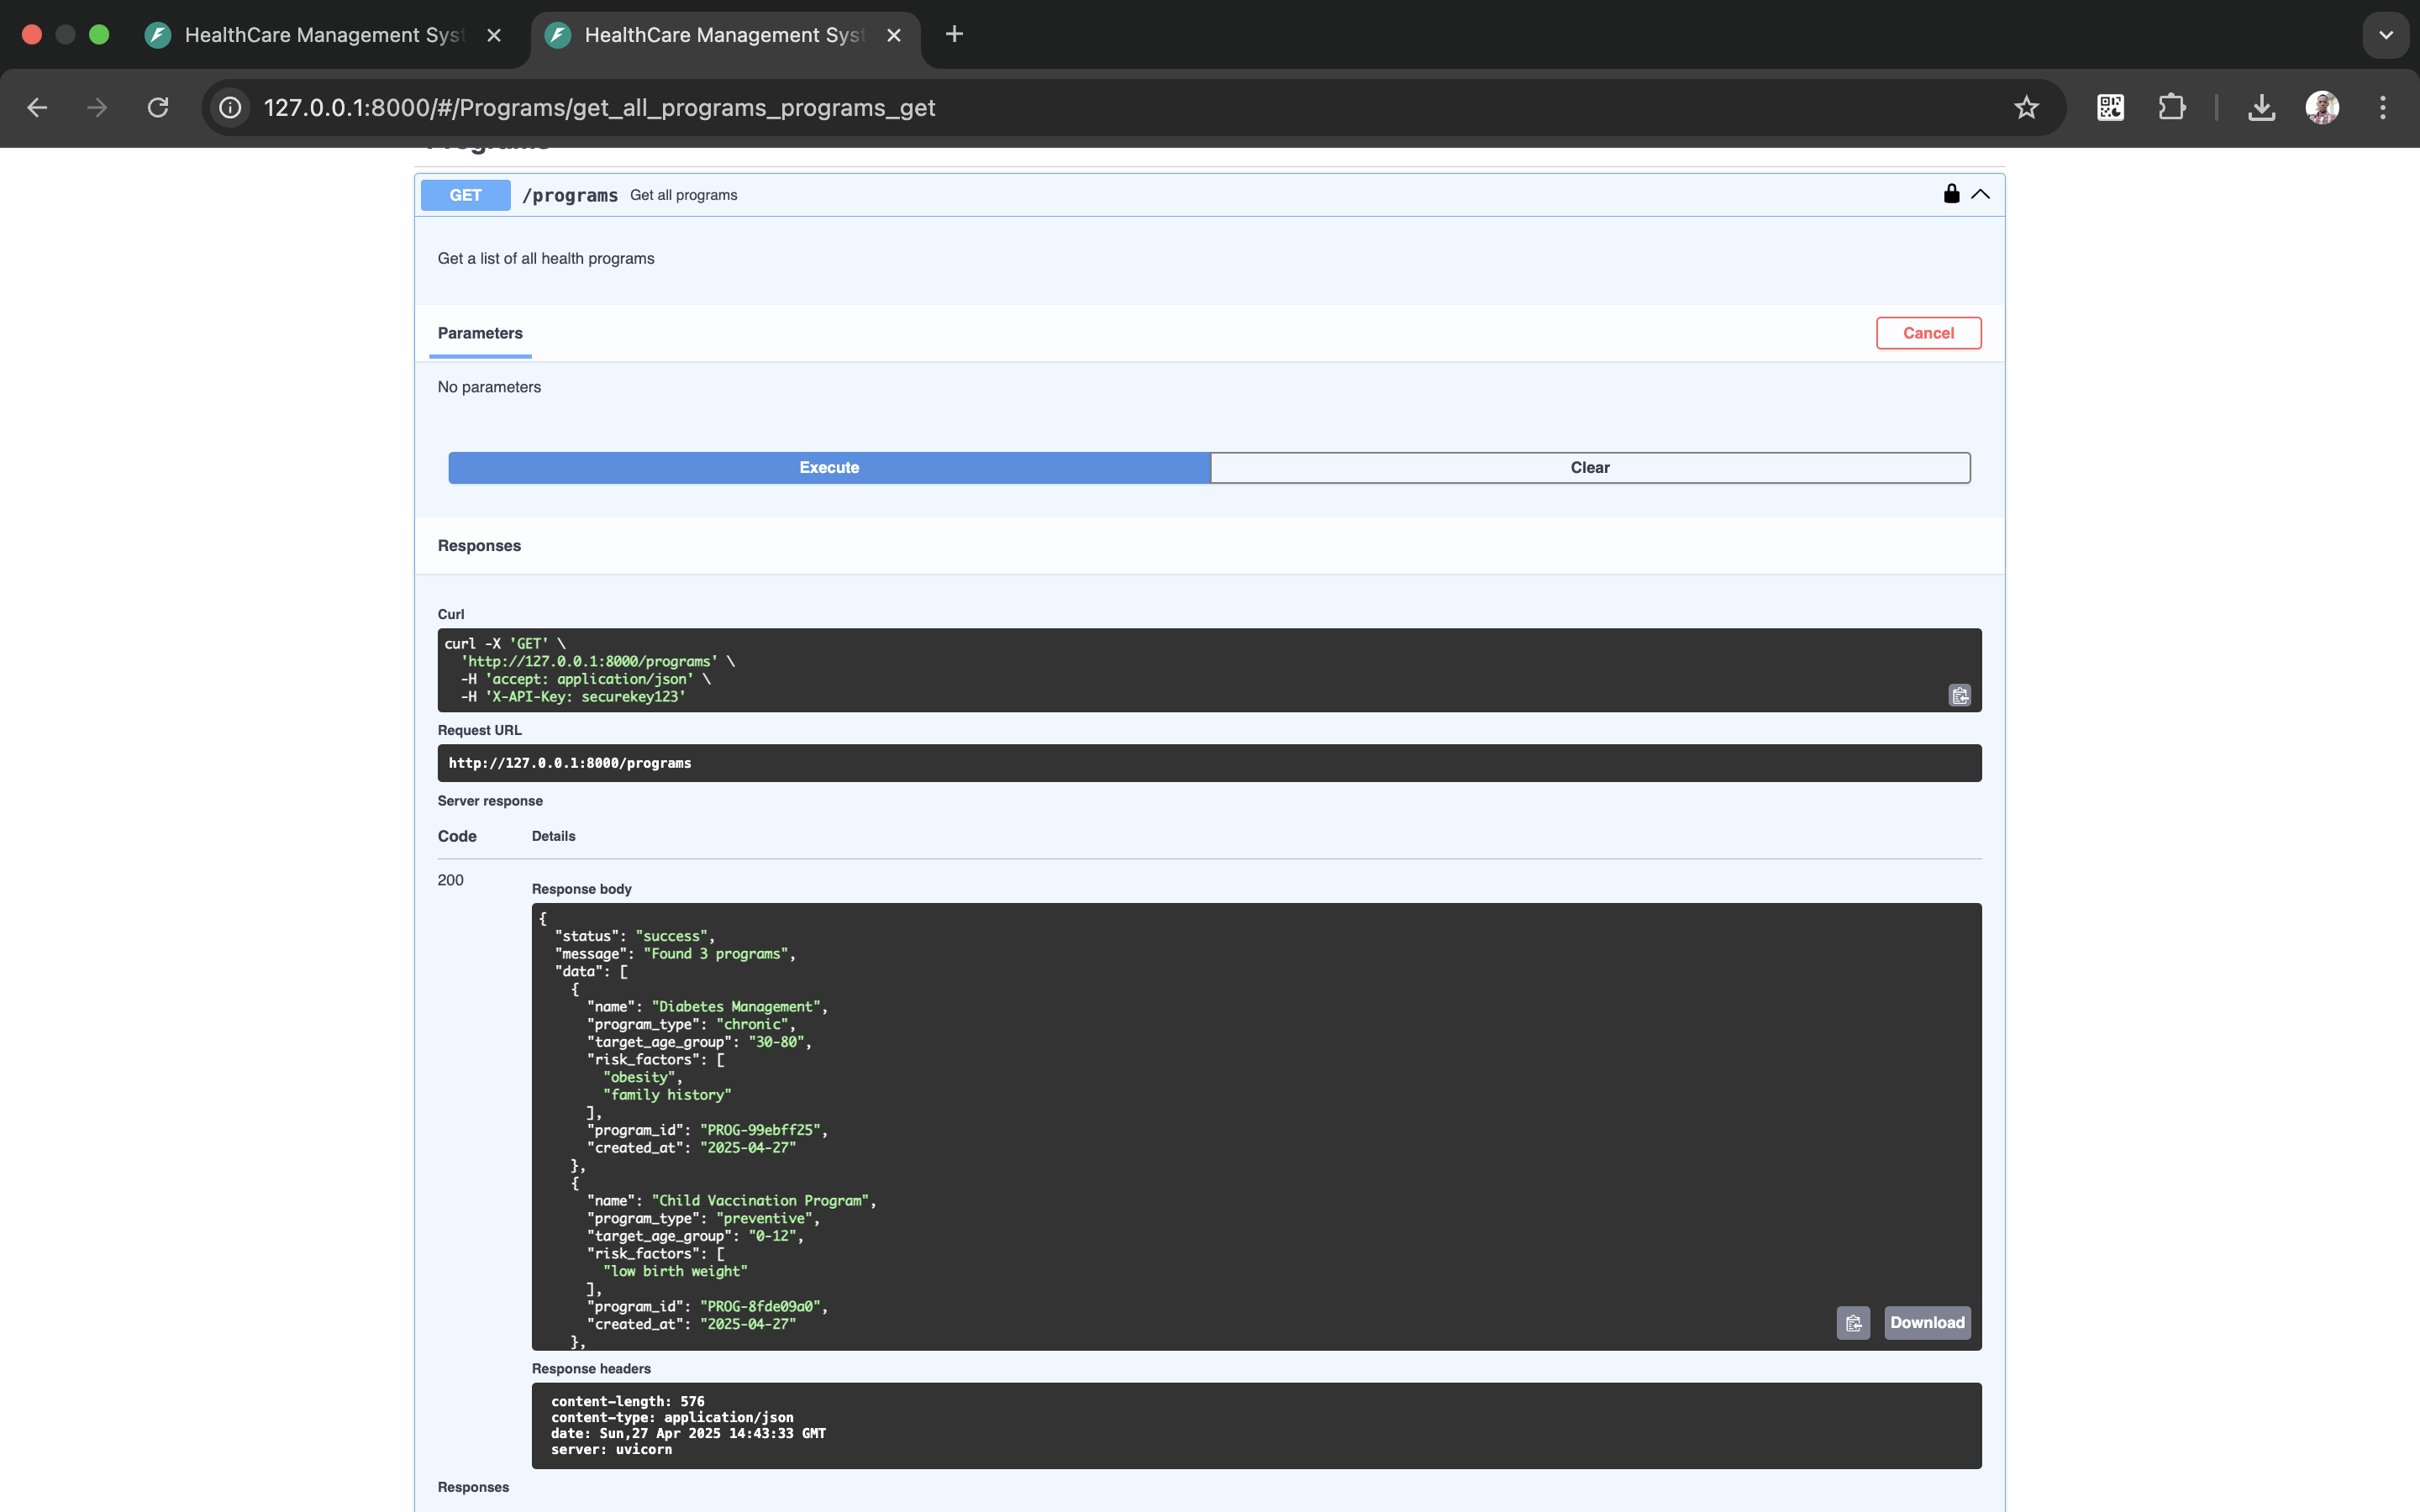 HealthCare Management Syst
HealthCare Management Syst
127.0.0.1:8000/#/Programs/get_all_programs_programs_get
Programs
GET /programs Get all programs
Get a list of all health programs
Parameters
Cancel
No parameters
Execute
Clear
Responses
Curl
curl -X 'GET' \
'http://127.0.0.1:8000/programs' \
-H 'accept: application/json' \
-H 'X-API-Key: securekey123'
Request URL
http://127.0.0.1:8000/programs
Server response
Code Details
200
Response body
{
"status": "success",
"message": "Found 3 programs",
"data": [
{
"name": "Diabetes Management",
"program_type": "chronic",
"target_age_group": "30-80",
"risk_factors": [
"obesity",
"family history"
],
"program_id": "PROG-99ebff25",
"created_at": "2025-04-27"
},
{
"name": "Child Vaccination Program",
"program_type": "preventive",
"target_age_group": "0-12",
"risk_factors": [
"low birth weight"
],
"program_id": "PROG-8fde09a0",
"created_at": "2025-04-27"
},
Download
Response headers
content-length: 576
content-type: application/json
date: Sun,27 Apr 2025 14:43:33 GMT
server: uvicorn
Responses